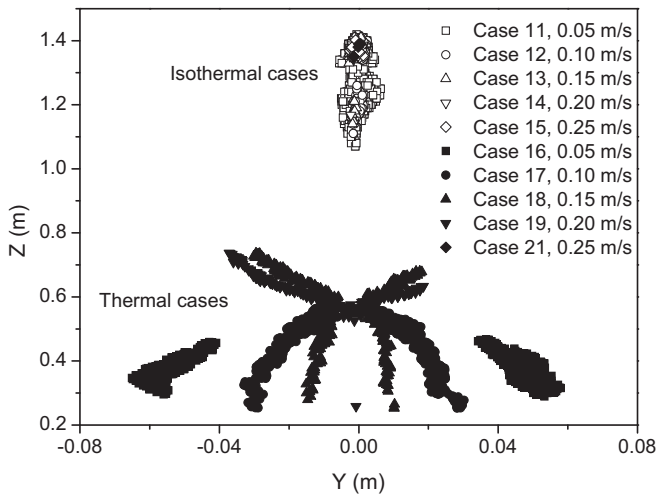 1.4
1.2
1.0
0.8
0.6
0.4
0.2
Z (m)
-0.08
-0.04
0.00
0.04
0.08
Y (m)
Isothermal cases
Thermal cases
Case 11, 0.05 m/s
Case 12, 0.10 m/s
Case 13, 0.15 m/s
Case 14, 0.20 m/s
Case 15, 0.25 m/s
Case 16, 0.05 m/s
Case 17, 0.10 m/s
Case 18, 0.15 m/s
Case 19, 0.20 m/s
Case 21, 0.25 m/s